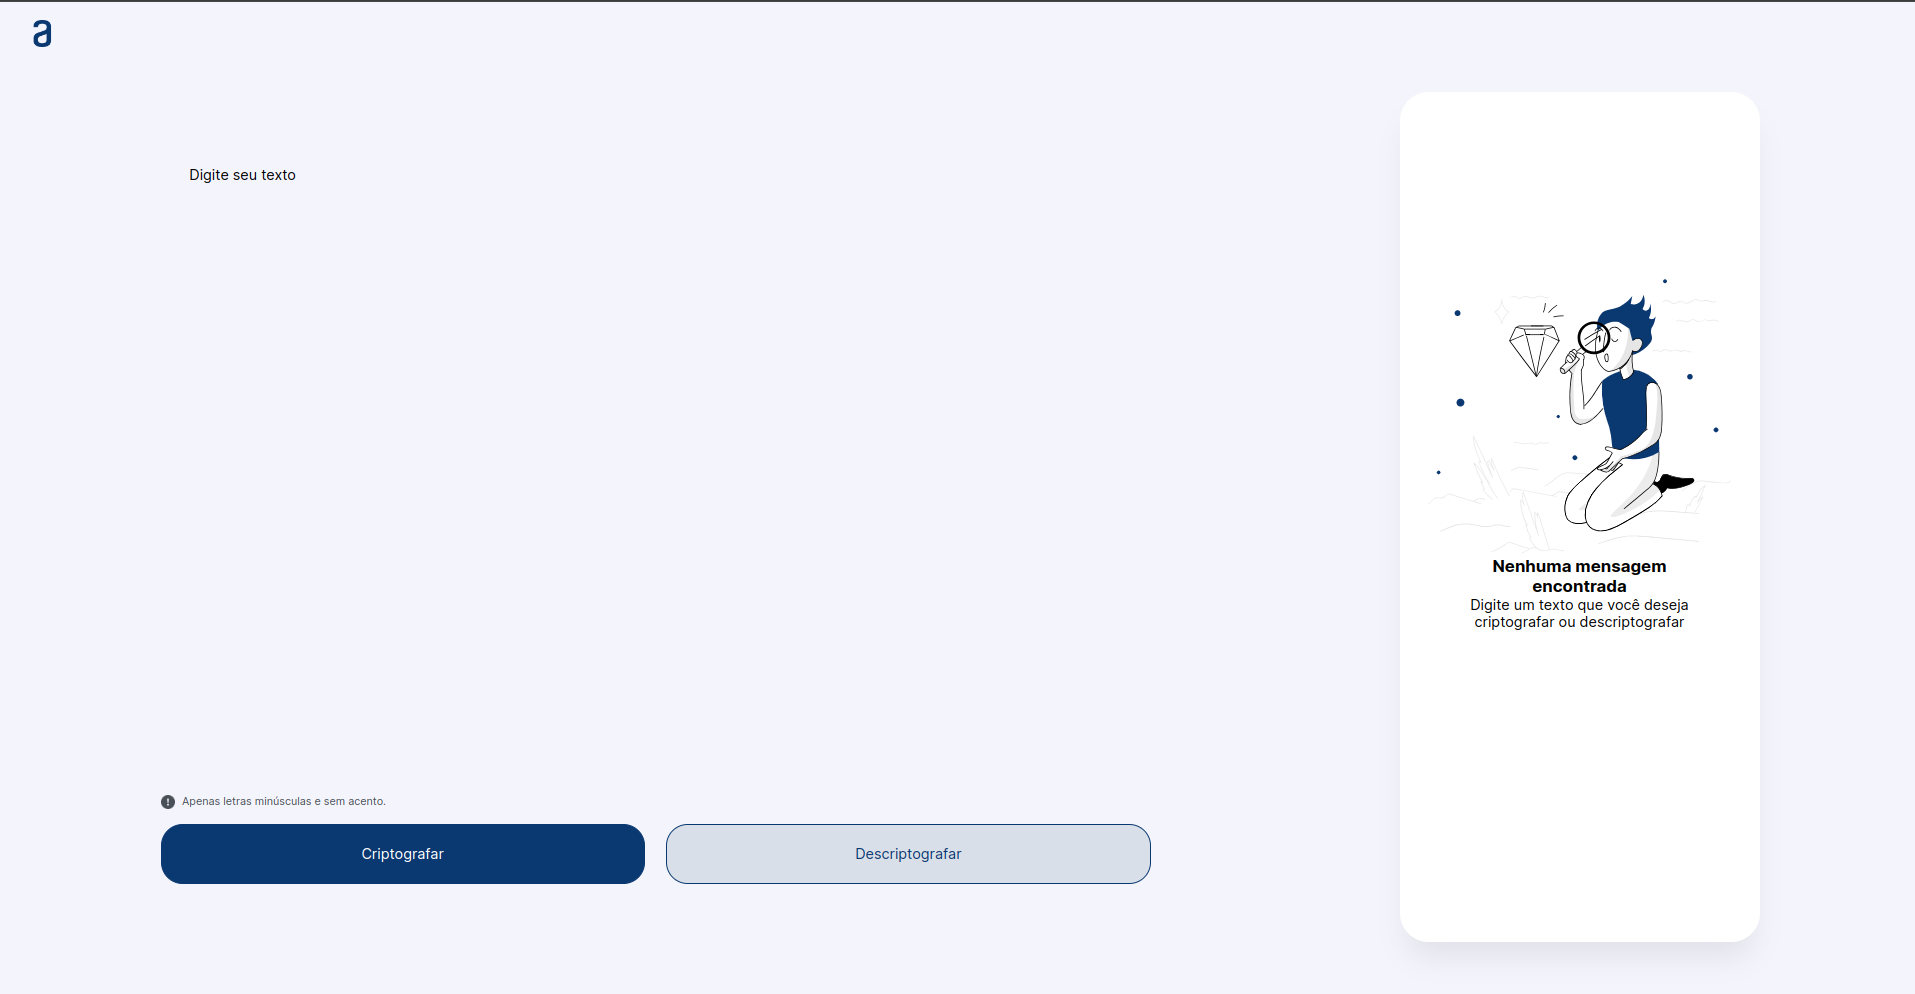 a
Digite seu texto
Nenhuma mensagem
encontrada
Digite um texto que você deseja
criptografar ou descriptografar
! Apenas letras minúsculas e sem acento.
Criptografar
Descriptografar